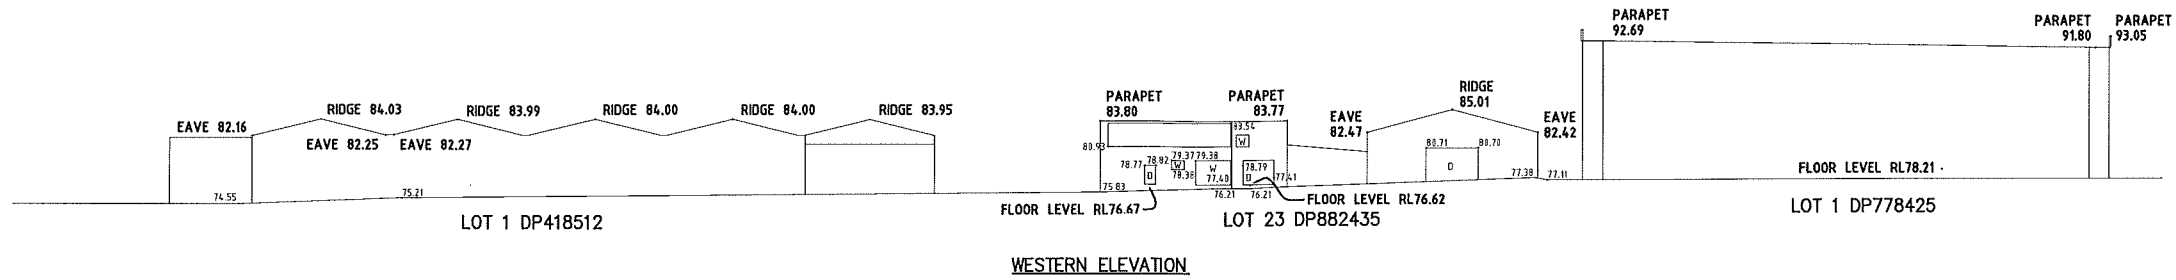 PARAPET
92.69
PARAPET
91.80
PARAPET
93.05
EAVE 82.16
RIDGE 84.03
RIDGE 83.99
RIDGE 84.00
RIDGE 84.00
RIDGE 83.95
EAVE 82.25
EAVE 82.27
PARAPET
83.80
PARAPET
83.77
EAVE
82.47
RIDGE
85.01
EAVE
82.42
83.54
W
80.93
80.71
80.70
D
78.77
78.82
79.37
79.38
W
W
78.38
77.40
D
78.79
D
77.41
75.83
76.21
76.21
77.38
77.11
74.55
75.21
FLOOR LEVEL RL78.21
FLOOR LEVEL RL76.67
FLOOR LEVEL RL76.62
LOT 1 DP418512
LOT 23 DP882435
LOT 1 DP778425
WESTERN ELEVATION